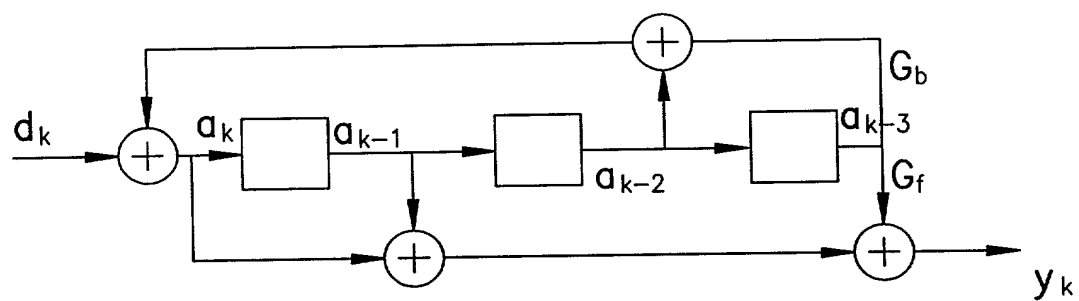 G_b
d_k
a_k
a_{k-1}
a_{k-2}
a_{k-3}
G_f
y_k